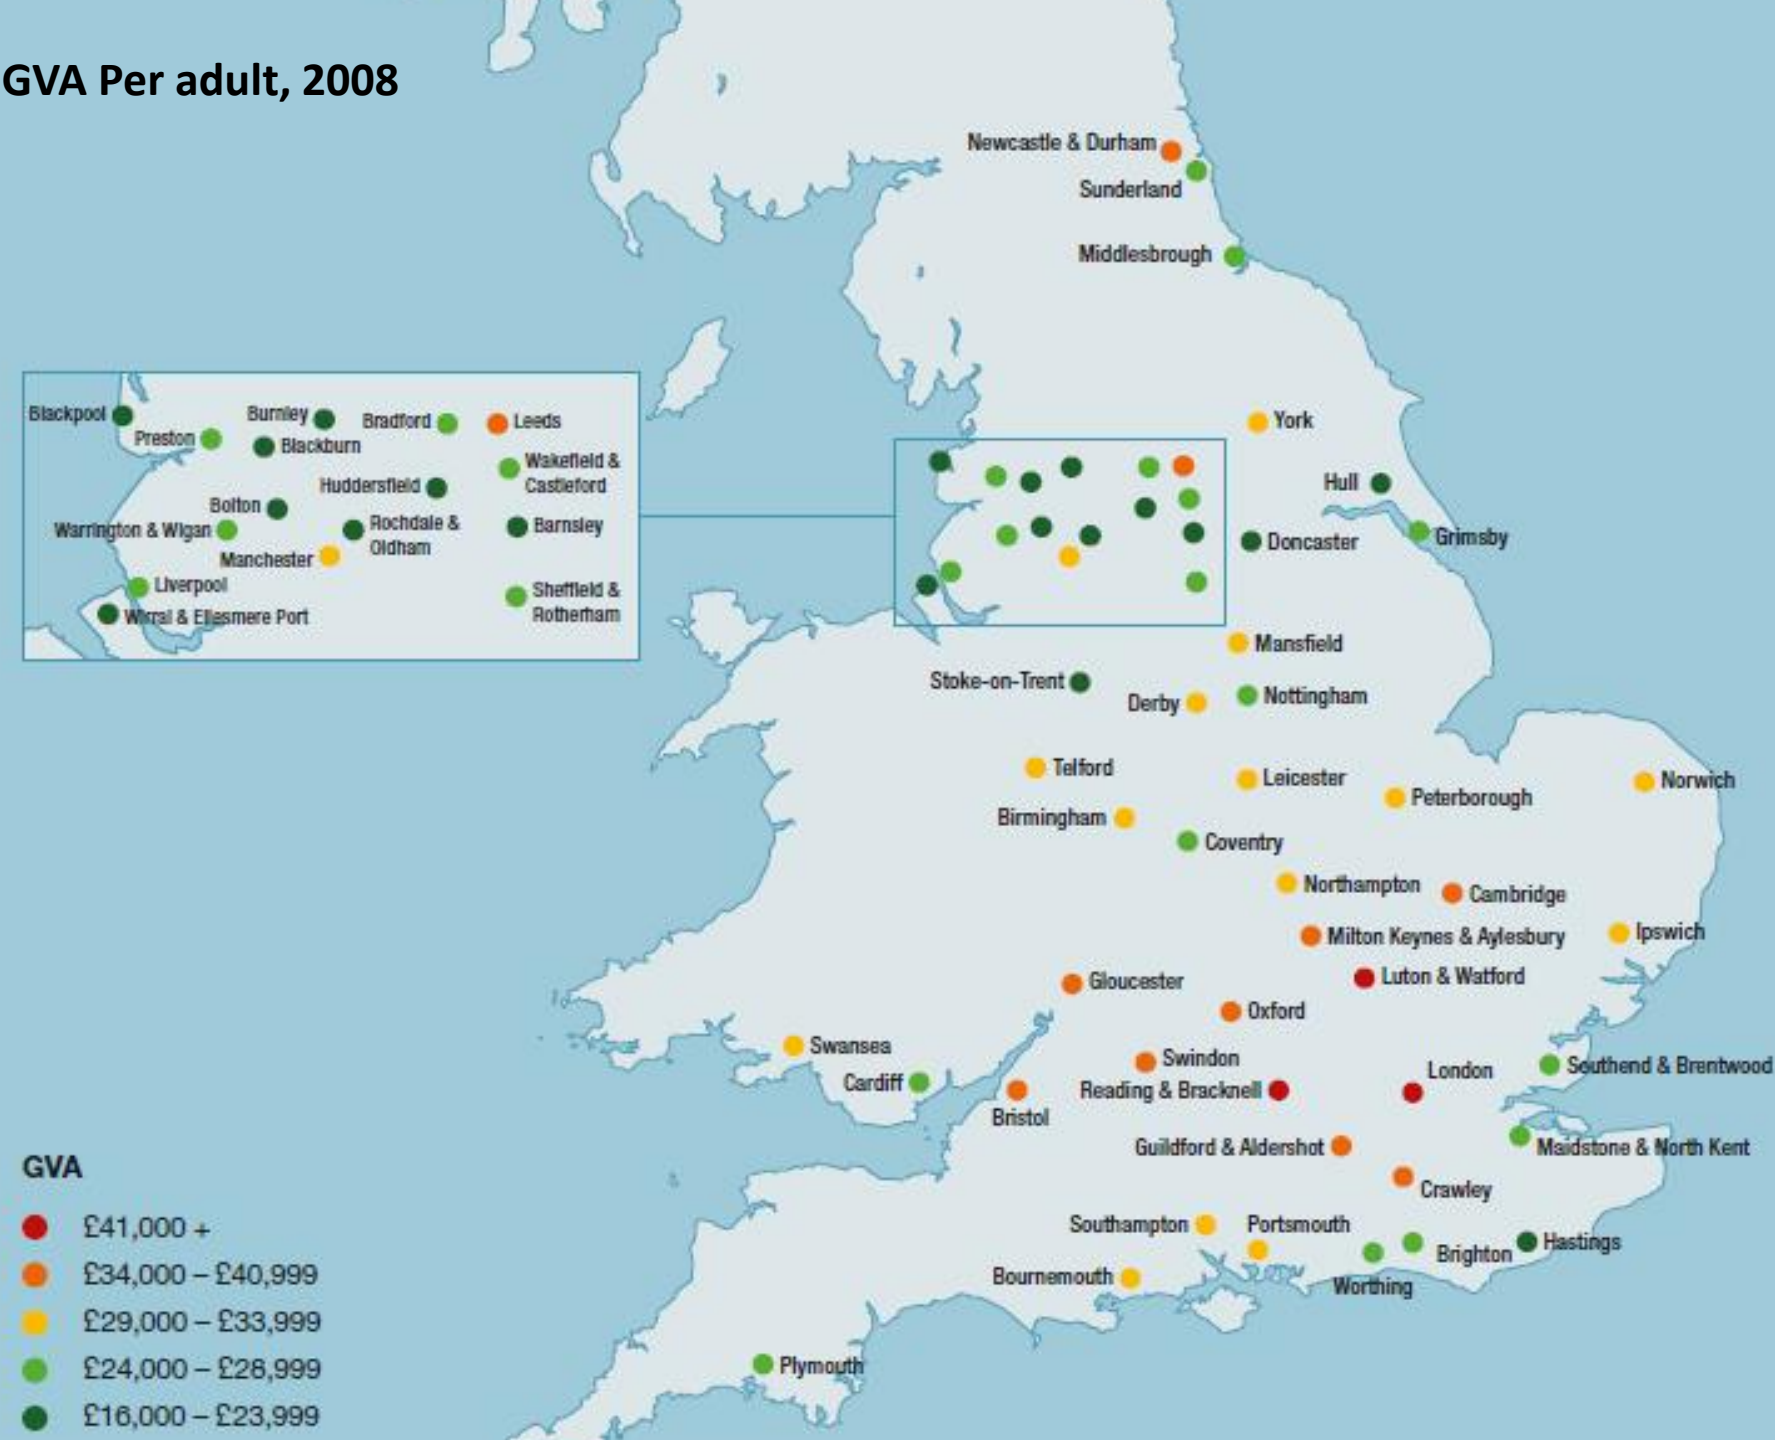 GVA Per adult, 2008
Newcastle & Durham
Sunderland
Middlesbrough
York
Hull
Grimsby
Doncaster
Blackpool
Burnley
Bradford
Leeds
Preston
Blackburn
Wakefield &
Castleford
Huddersfield
Bolton
Rochdale &
Oldham
Barnsley
Warrington & Wigan
Manchester
Liverpool
Sheffield &
Rotherham
Wirral & Ellesmere Port
Mansfield
Stoke-on-Trent
Derby
Nottingham
Telford
Leicester
Norwich
Peterborough
Birmingham
Coventry
Northampton
Cambridge
Ipswich
Milton Keynes & Aylesbury
Luton & Watford
Gloucester
Oxford
Swansea
Swindon
Southend & Brentwood
London
Cardiff
Reading & Bracknell
Bristol
Guildford & Aldershot
Maidstone & North Kent
Crawley
Southampton
Portsmouth
Hastings
Brighton
Bournemouth
Worthing
Plymouth
GVA
£41,000 +
£34,000 – £40,999
£29,000 – £33,999
£24,000 – £28,999
£16,000 – £23,999